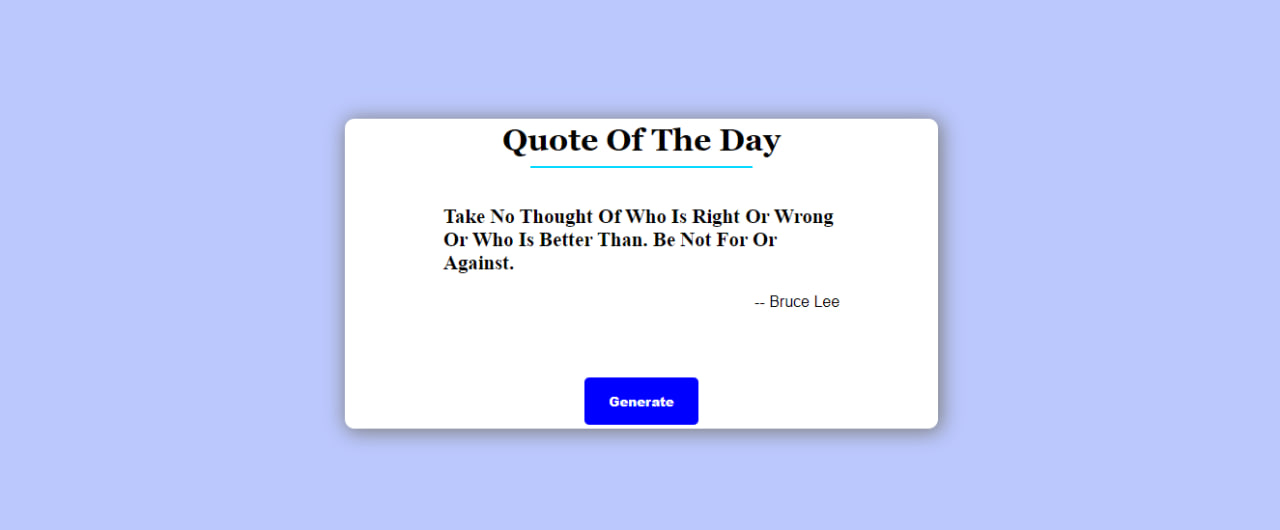 Quote Of The Day
Take No Thought Of Who Is Right Or Wrong
Or Who Is Better Than. Be Not For Or
Against.
-- Bruce Lee
Generate